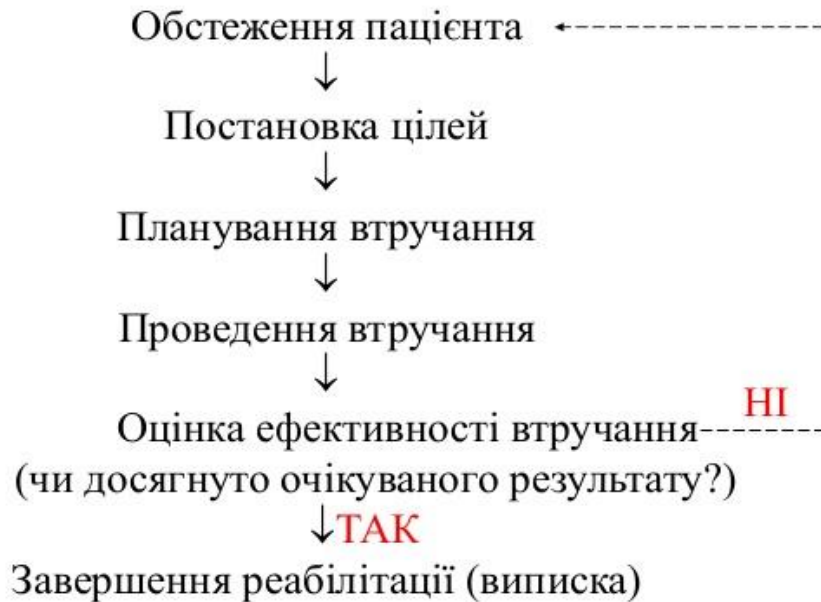 Обстеження пацієнта
Постановка цілей
Планування втручання
Проведення втручання
НІ
Оцінка ефективності втручання
(чи досягнуто очікуваного результату?)
ТАК
Завершення реабілітації (виписка)